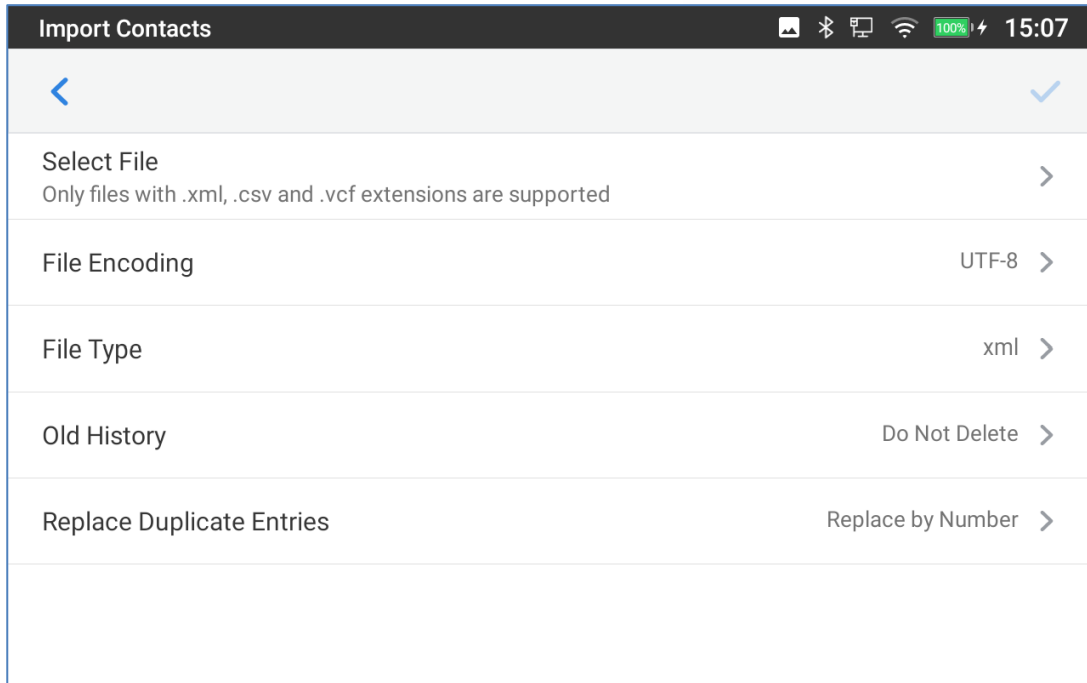 Import Contacts 100% 15:07
Select File
Only files with .xml, .csv and .vcf extensions are supported
File Encoding UTF-8
File Type xml
Old History Do Not Delete
Replace Duplicate Entries Replace by Number